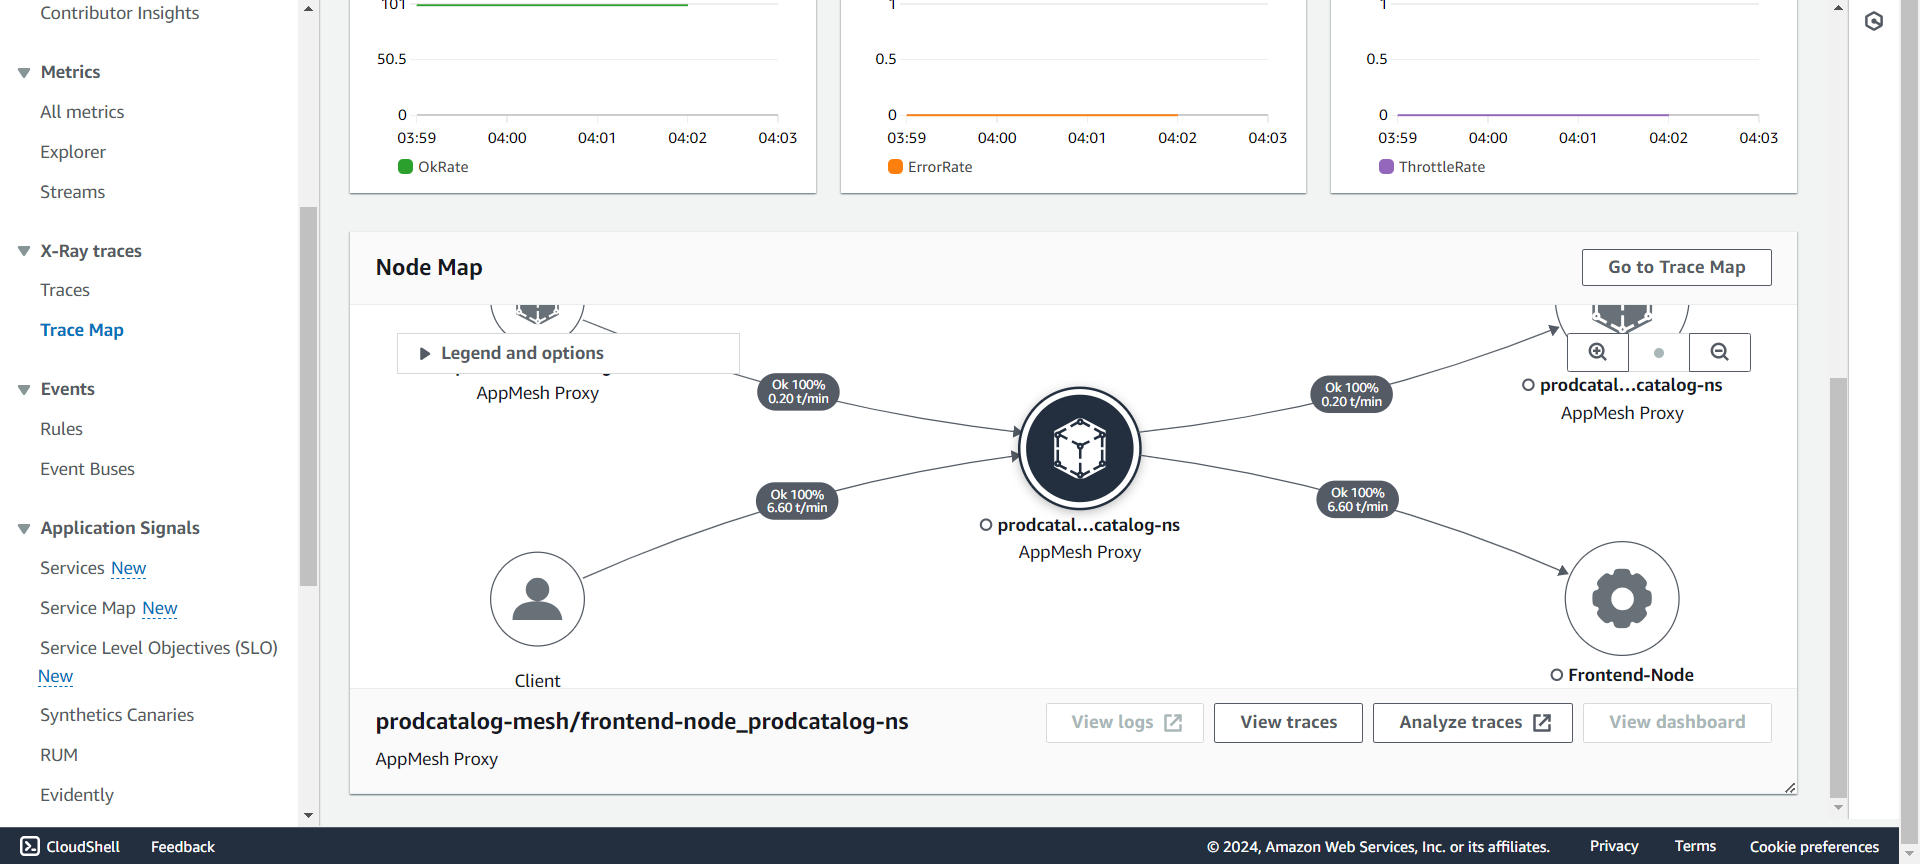 Contributor Insights
Metrics
All metrics
Explorer
Streams
X-Ray traces
Traces
Trace Map
Events
Rules
Event Buses
Application Signals
Services New
Service Map New
Service Level Objectives (SLO)
New
Synthetics Canaries
RUM
Evidently
101
50.5
0
03:59 04:00 04:01 04:02 04:03
OkRate
1
0.5
0
03:59 04:00 04:01 04:02 04:03
ErrorRate
1
0.5
0
03:59 04:00 04:01 04:02 04:03
ThrottleRate
Node Map
Go to Trace Map
Legend and options
AppMesh Proxy
Ok 100%
0.20 t/min
Ok 100%
0.20 t/min
prodcatal...catalog-ns
AppMesh Proxy
Ok 100%
6.60 t/min
Ok 100%
6.60 t/min
prodcatal...catalog-ns
AppMesh Proxy
Client
Frontend-Node
prodcatalog-mesh/frontend-node_prodcatalog-ns
AppMesh Proxy
View logs
View traces
Analyze traces
View dashboard
CloudShell
Feedback
© 2024, Amazon Web Services, Inc. or its affiliates.
Privacy
Terms
Cookie preferences